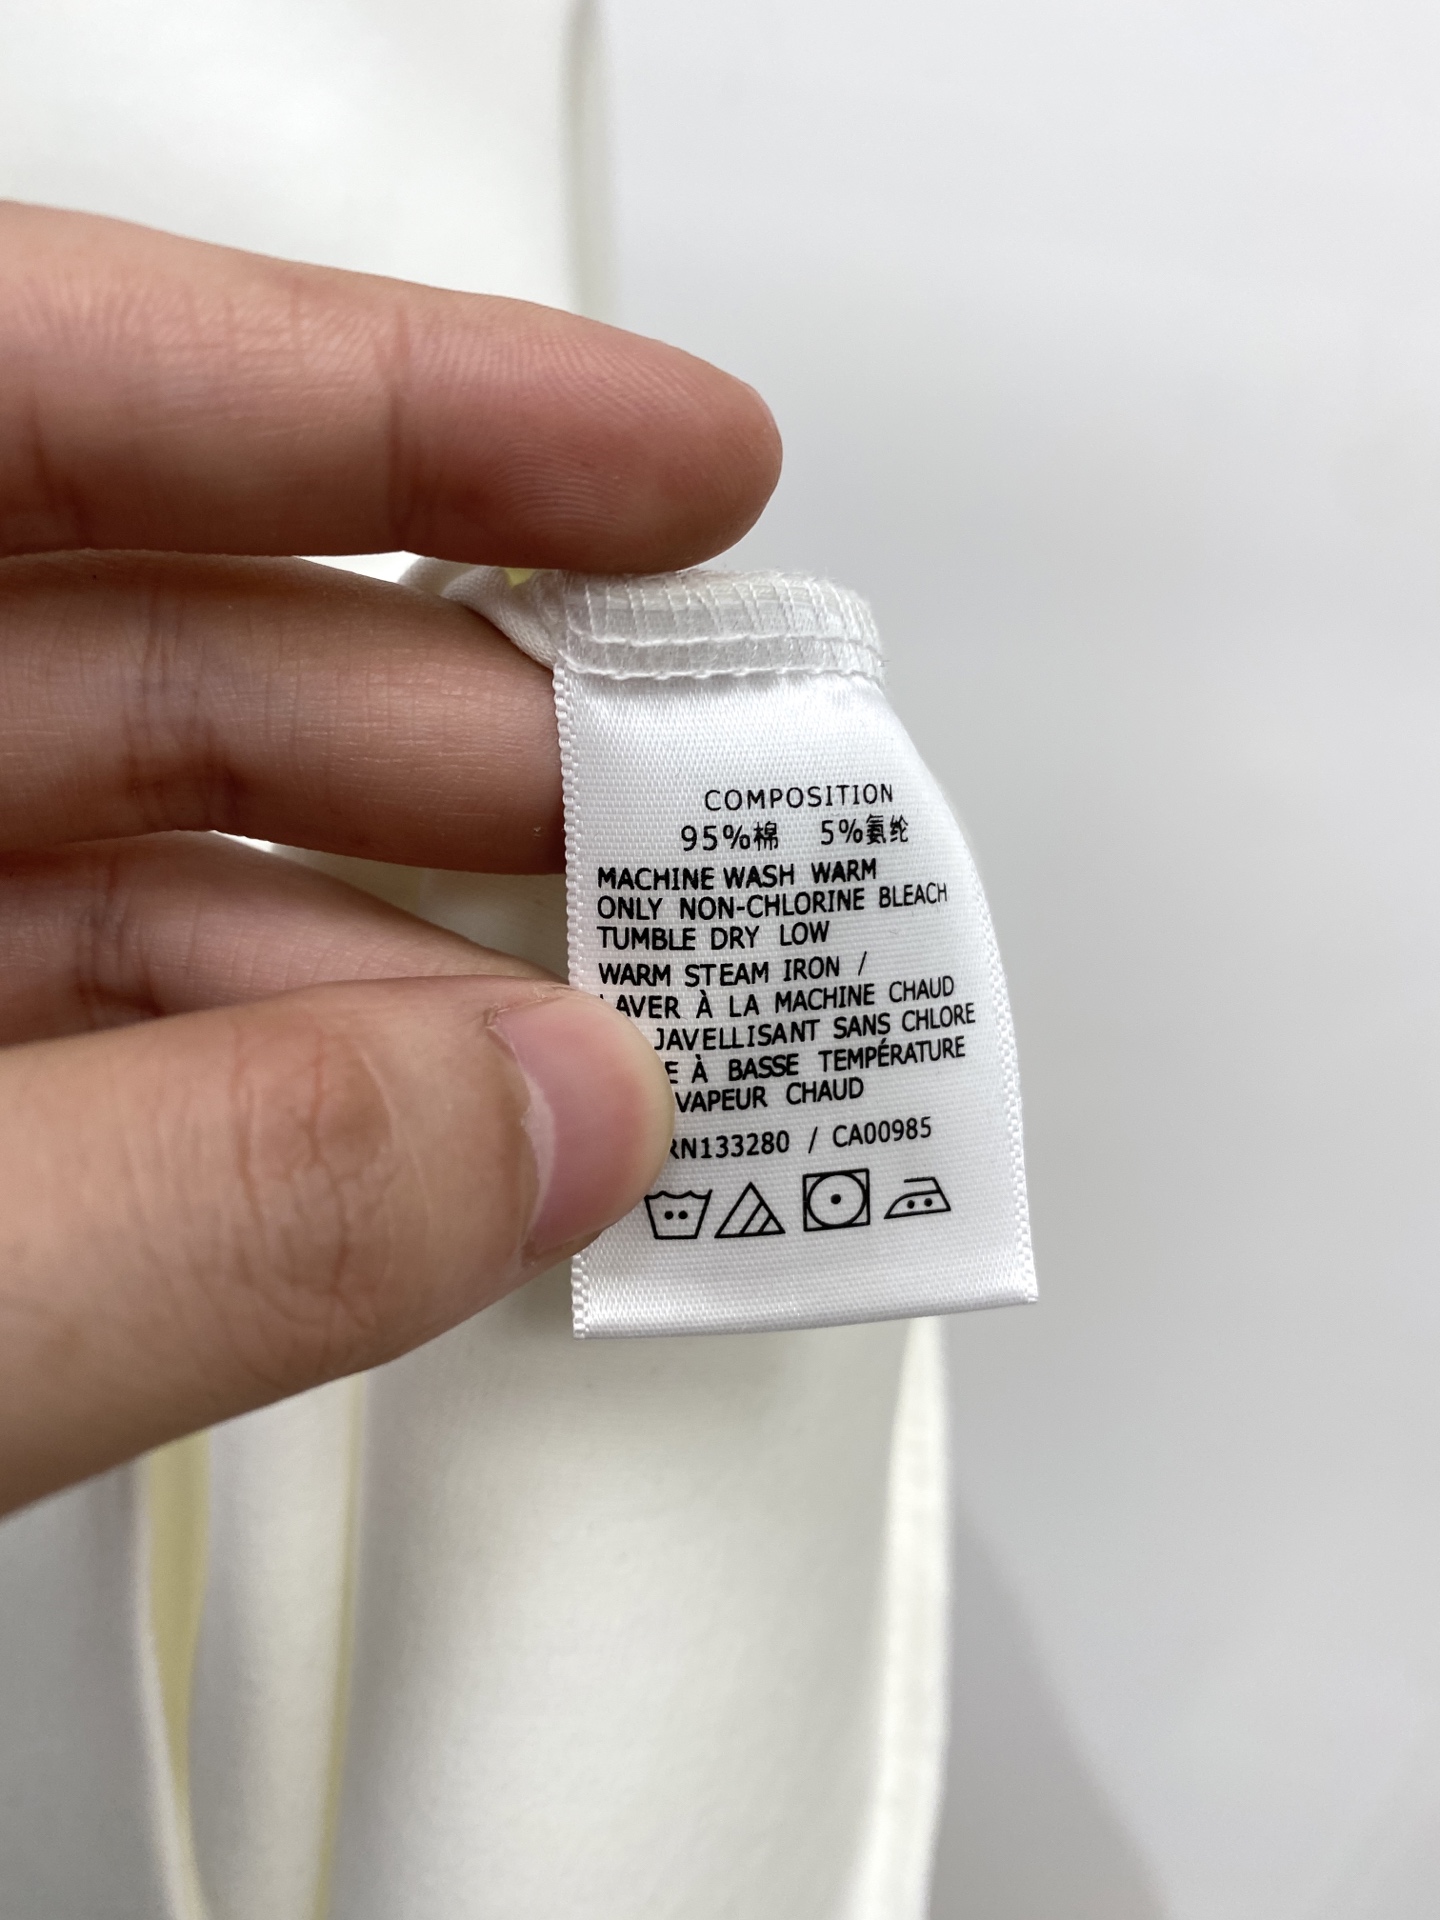 COMPOSITION
95%棉 5%氨纶
MACHINE WASH WARM
ONLY NON-CHLORINE BLEACH
TUMBLE DRY LOW
WARM STEAM IRON /
LAVER À LA MACHINE CHAUD
JAVELLISANT SANS CHLORE
À BASSE TEMPÉRATURE
VAPEUR CHAUD
RN133280 / CA00985